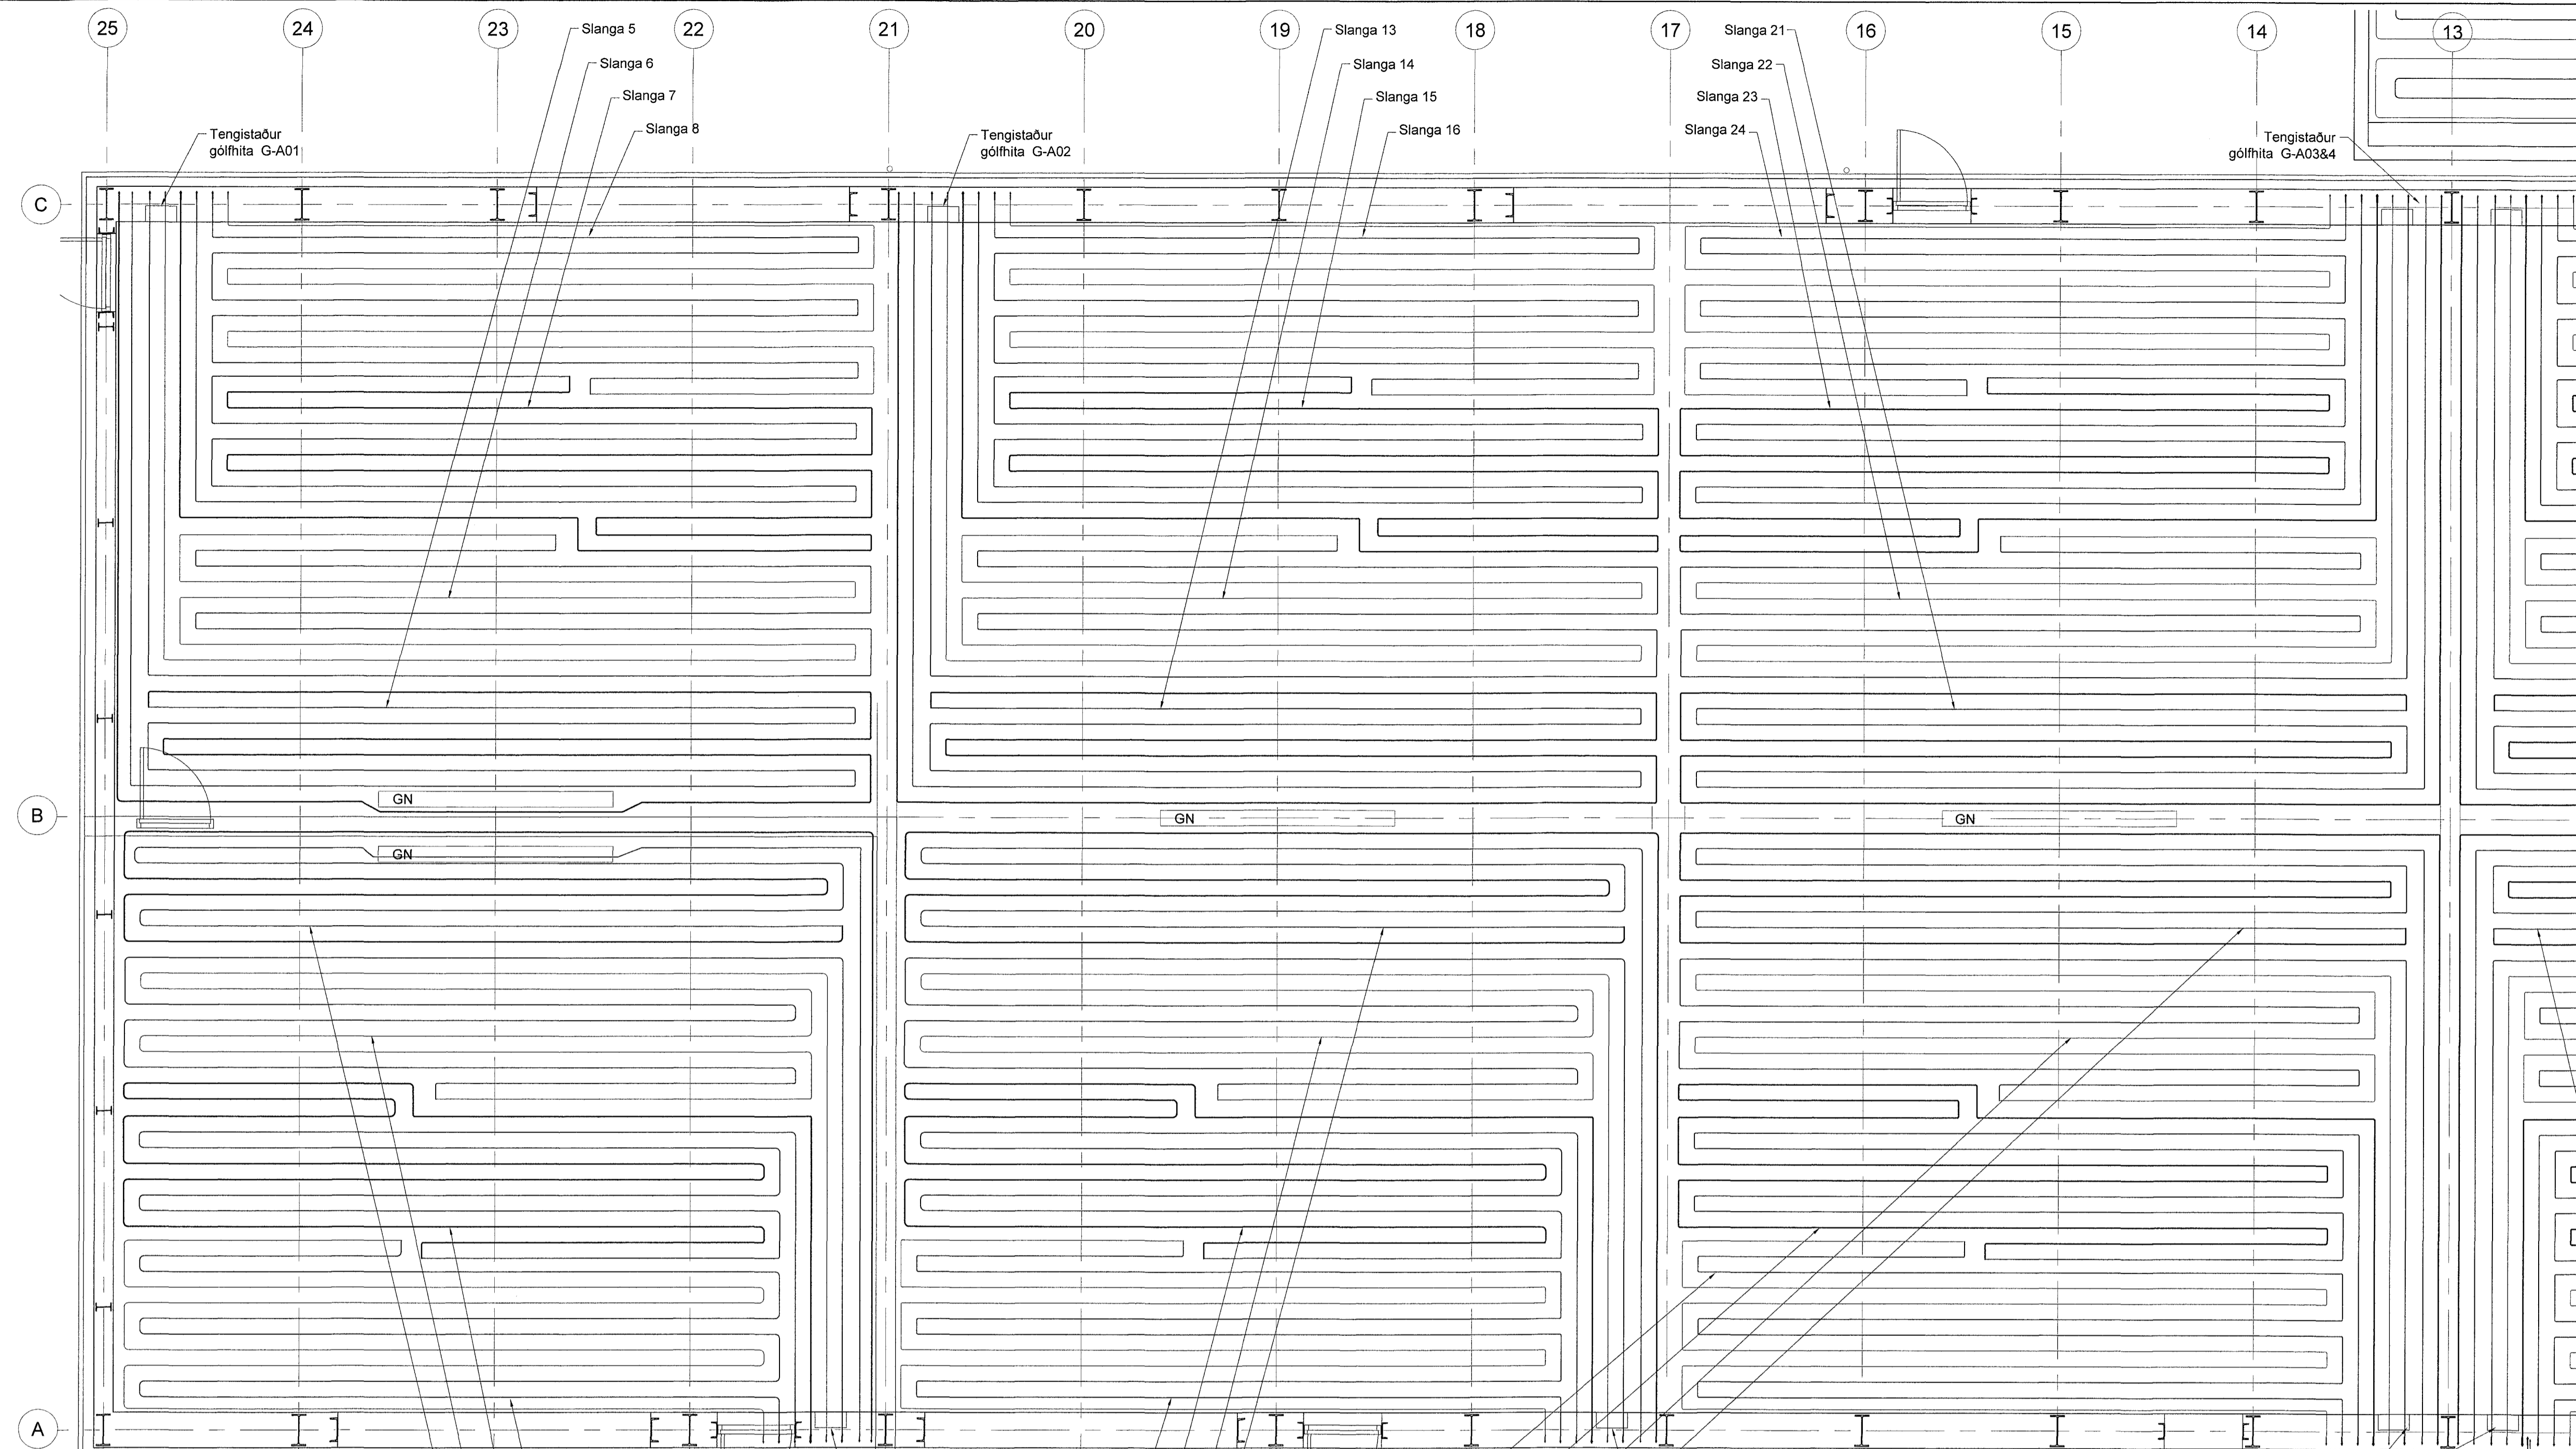 25
24
23
22
21
20
19
18
17
16
15
14
13
Slanga 5
Slanga 6
Slanga 7
Slanga 8
Slanga 13
Slanga 14
Slanga 15
Slanga 16
Slanga 21
Slanga 22
Slanga 23
Slanga 24
Tengistaður
gólfhita G-A01
Tengistaður
gólfhita G-A02
Tengistaður
gólfhita G-A03&4
C
B
GN
GN
GN
GN
A